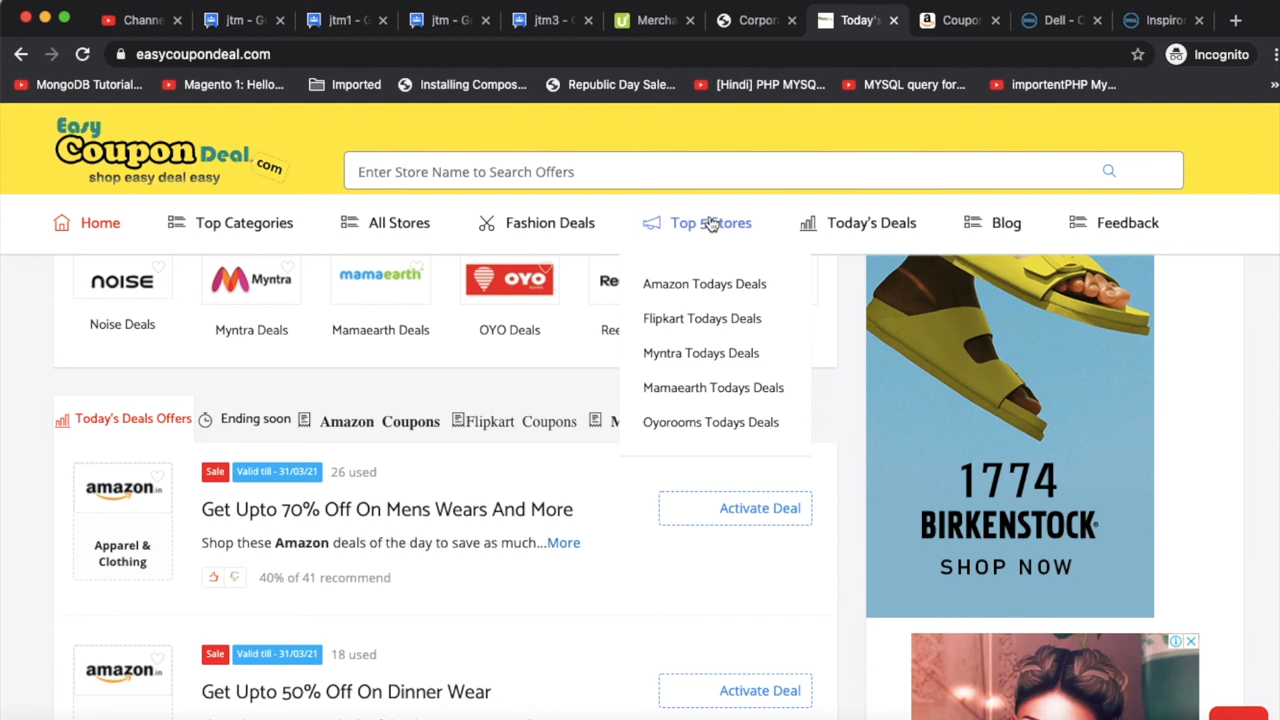 Channe
jtm - G
jtm1 - G
jtm - G
jtm3 - G
Mercha
Corpor
Today's
Coupor
Dell - C
Inspiror
easycoupondeal.com
Incognito
MongoDB Tutorial...
Magento 1: Hello...
Imported
Installing Compos...
Republic Day Sale...
[Hindi] PHP MYSQ...
MYSQL query for...
importentPHP My...
Easy
Coupon Deal.com
shop easy deal easy
Enter Store Name to Search Offers
Home
Top Categories
All Stores
Fashion Deals
Top 5 Stores
Today's Deals
Blog
Feedback
Amazon Todays Deals
Flipkart Todays Deals
Myntra Todays Deals
Mamaearth Todays Deals
Oyorooms Todays Deals
NOISE
Myntra
mamaearth
OYO
Ree
Noise Deals
Myntra Deals
Mamaearth Deals
OYO Deals
Ree
Today's Deals Offers
Ending soon
Amazon Coupons
Flipkart Coupons
M
amazon.in
Apparel &
Clothing
Sale Valid till - 31/03/21 26 used
Get Upto 70% Off On Mens Wears And More
Shop these Amazon deals of the day to save as much...More
40% of 41 recommend
Activate Deal
amazon.in
Sale Valid till - 31/03/21 18 used
Get Upto 50% Off On Dinner Wear
Activate Deal
1774
BIRKENSTOCK
SHOP NOW